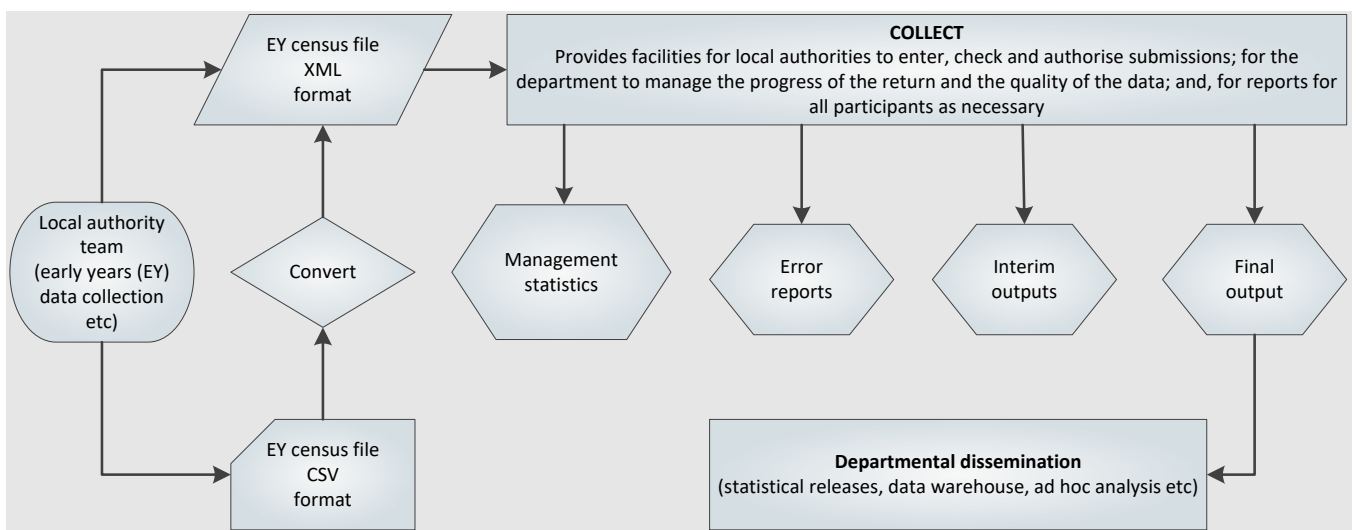 EY census file
XML
format
COLLECT
Provides facilities for local authorities to enter, check and authorise submissions; for the
department to manage the progress of the return and the quality of the data; and, for reports for
all participants as necessary
Local authority
team
(early years (EY)
data collection
etc)
Convert
Management
statistics
Error
reports
Interim
outputs
Final
output
EY census file
CSV
format
Departmental dissemination
(statistical releases, data warehouse, ad hoc analysis etc)